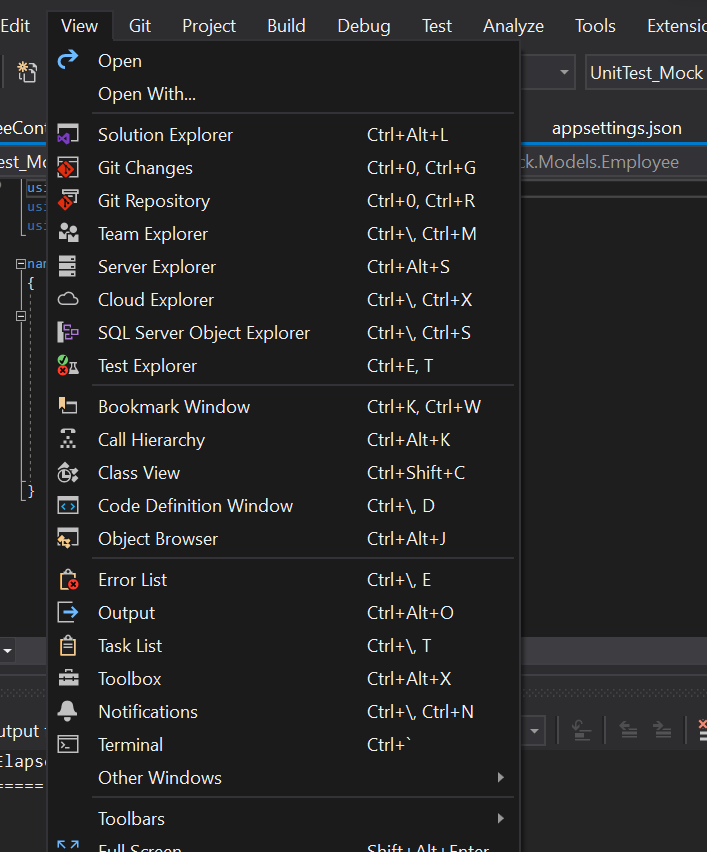 Edit View Git Project Build Debug Test Analyze Tools Extensio
Open
UnitTest_Mock
Open With...
eeCont
appsettings.json
Solution Explorer Ctrl+Alt+L
est_Mo
ck.Models.Employee
Git Changes Ctrl+0, Ctrl+G
usi
Git Repository Ctrl+0, Ctrl+R
usi
usi
Team Explorer Ctrl+\, Ctrl+M
nam
Server Explorer Ctrl+Alt+S
{
Cloud Explorer Ctrl+\, Ctrl+X
SQL Server Object Explorer Ctrl+\, Ctrl+S
Test Explorer Ctrl+E, T
Bookmark Window Ctrl+K, Ctrl+W
Call Hierarchy Ctrl+Alt+K
Class View Ctrl+Shift+C
}
Code Definition Window Ctrl+\, D
Object Browser Ctrl+Alt+J
Error List Ctrl+\, E
Output Ctrl+Alt+O
Task List Ctrl+\, T
Toolbox Ctrl+Alt+X
Notifications Ctrl+\, Ctrl+N
utput
Terminal Ctrl+`
Elapse
Other Windows
=====
Toolbars
Full Screen Shift+Alt+Enter